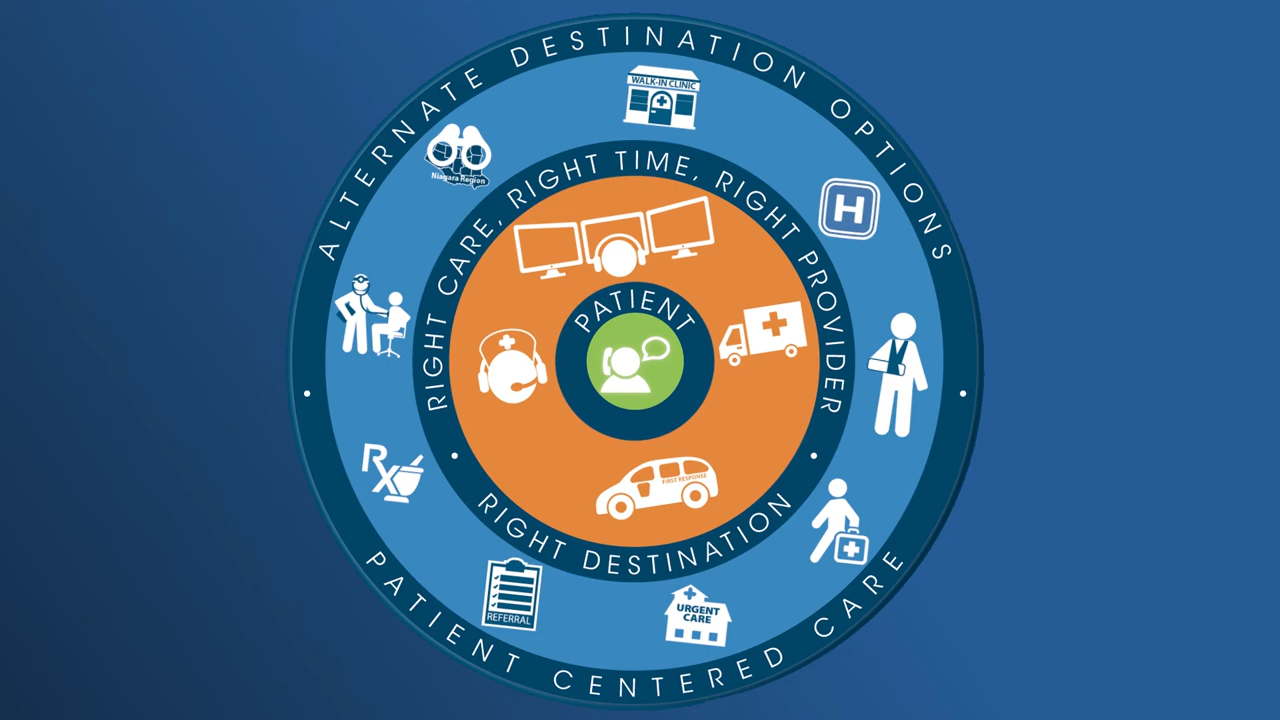 ALTERNATE DESTINATION OPTIONS
WALK-IN CLINIC
Niagara Region
H
RIGHT CARE, RIGHT TIME, RIGHT PROVIDER
PATIENT
Rx
FIRST RESPONSE
RIGHT DESTINATION
REFERRAL
URGENT
CARE
PATIENT CENTERED CARE